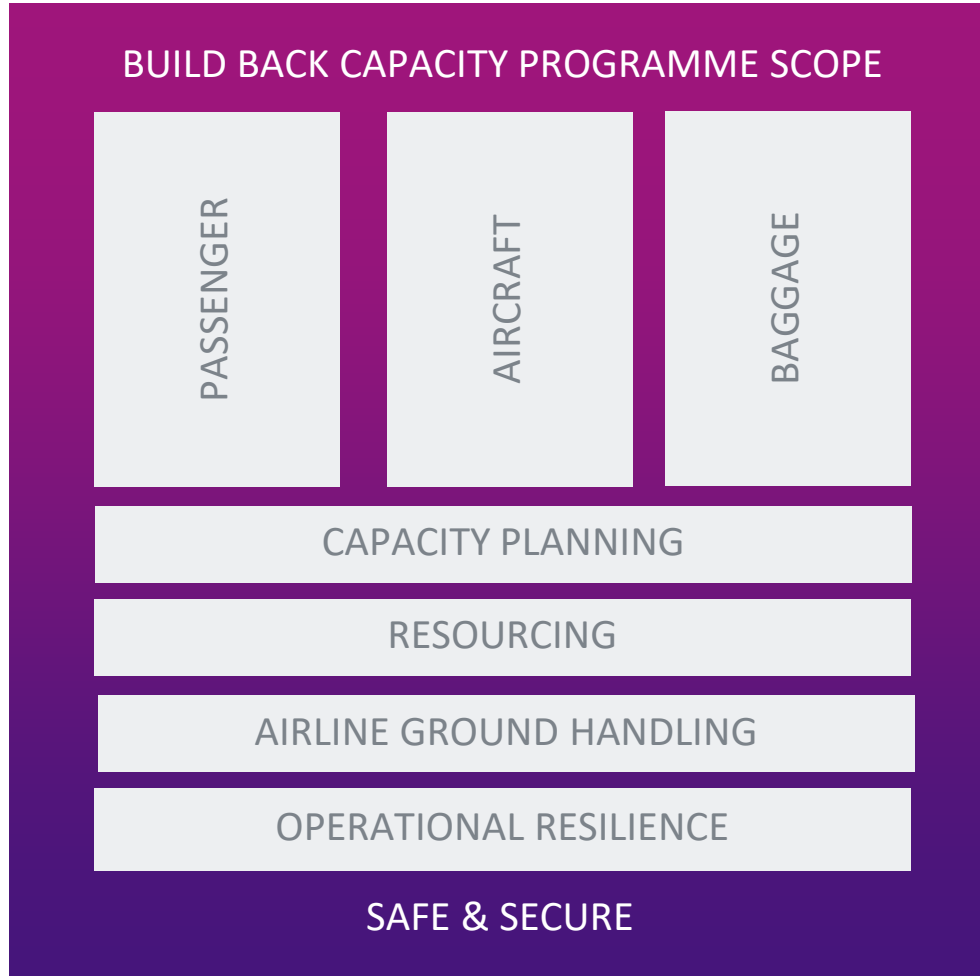 BUILD BACK CAPACITY PROGRAMME SCOPE
PASSENGER
AIRCRAFT
BAGGAGE
CAPACITY PLANNING
RESOURCING
AIRLINE GROUND HANDLING
OPERATIONAL RESILIENCE
SAFE & SECURE